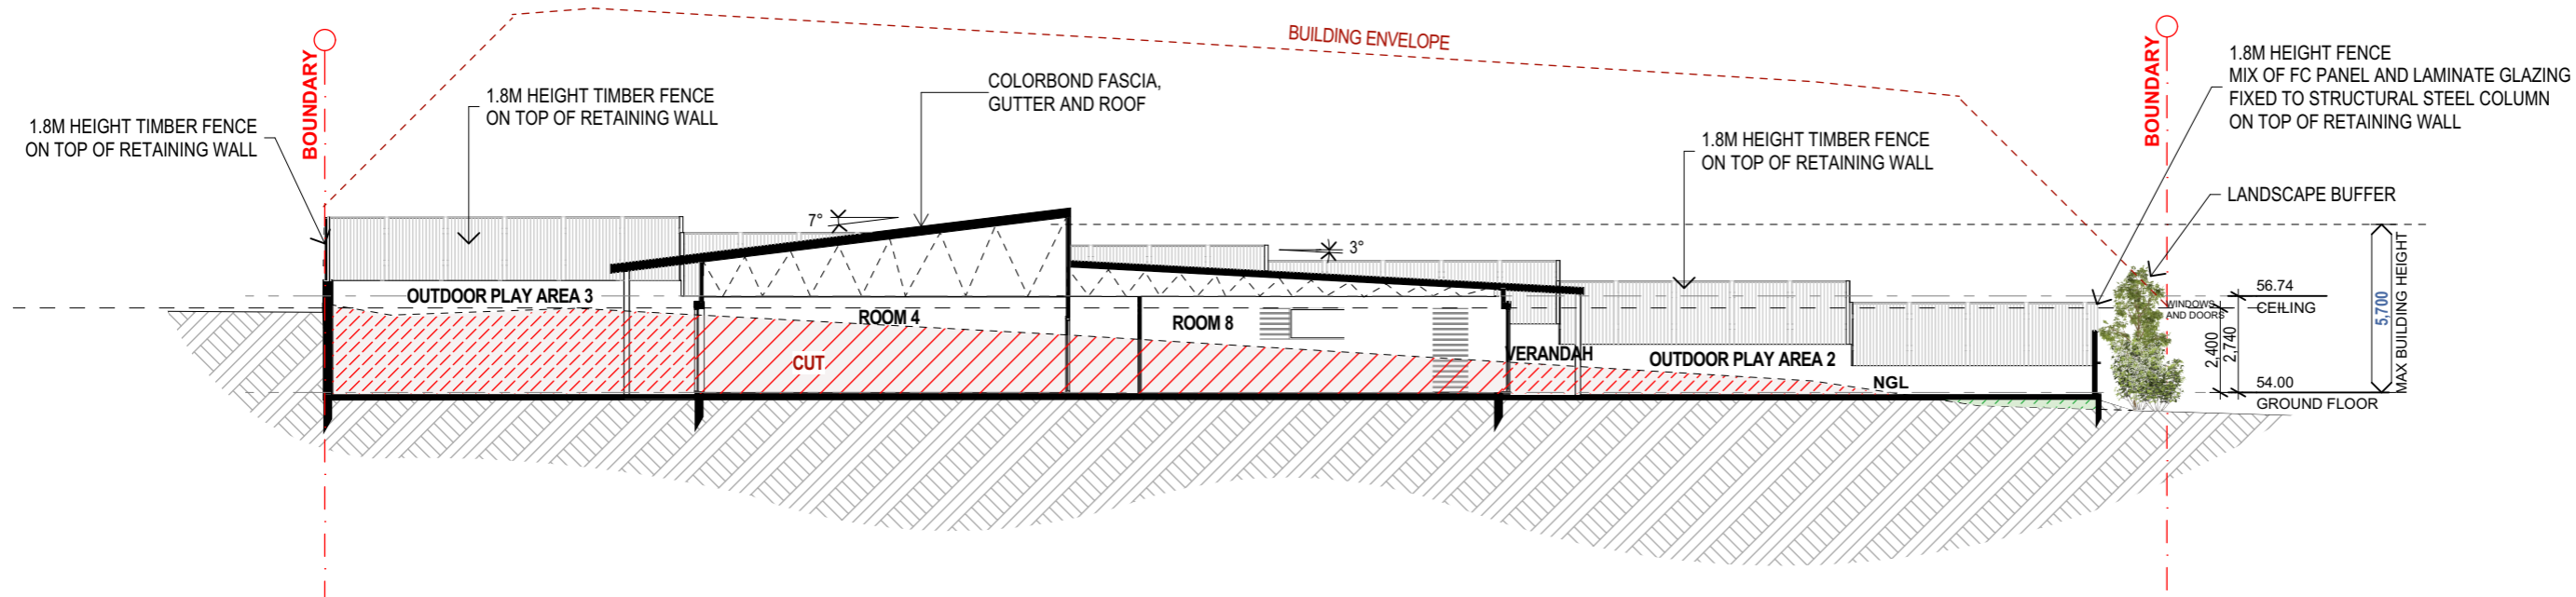 BUILDING ENVELOPE
BOUNDARY
BOUNDARY
1.8M HEIGHT FENCE
MIX OF FC PANEL AND LAMINATE GLAZING
FIXED TO STRUCTURAL STEEL COLUMN
ON TOP OF RETAINING WALL
COLORBOND FASCIA,
GUTTER AND ROOF
1.8M HEIGHT TIMBER FENCE
ON TOP OF RETAINING WALL
1.8M HEIGHT TIMBER FENCE
ON TOP OF RETAINING WALL
1.8M HEIGHT TIMBER FENCE
ON TOP OF RETAINING WALL
LANDSCAPE BUFFER
7°
3°
OUTDOOR PLAY AREA 3
ROOM 4
ROOM 8
CUT
VERANDAH
OUTDOOR PLAY AREA 2
NGL
WINDOWS
AND DOORS
56.74
CEILING
2,400
2,740
54.00
GROUND FLOOR
5,700
MAX BUILDING HEIGHT